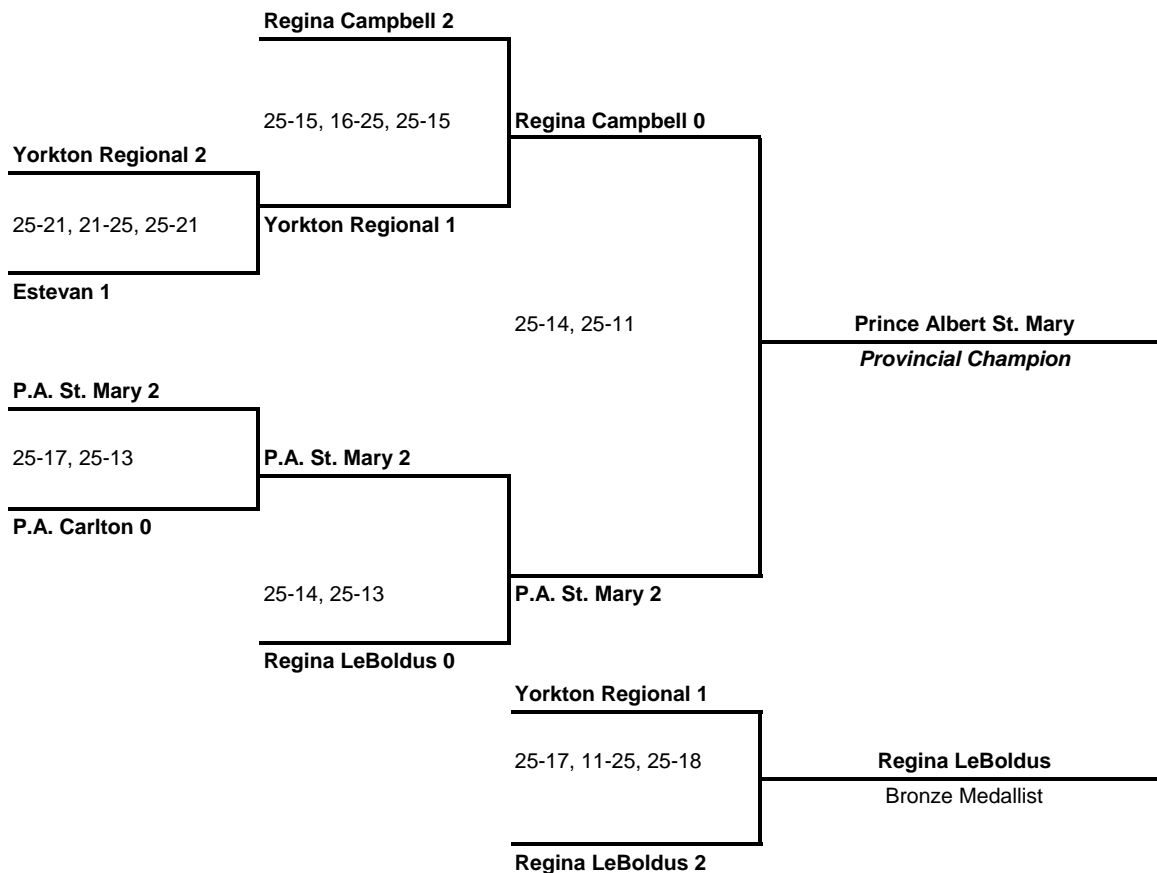 Regina Campbell 2
25-15, 16-25, 25-15
Regina Campbell 0
Yorkton Regional 2
25-21, 21-25, 25-21
Yorkton Regional 1
Estevan 1
25-14, 25-11
Prince Albert St. Mary
Provincial Champion
P.A. St. Mary 2
25-17, 25-13
P.A. St. Mary 2
P.A. Carlton 0
25-14, 25-13
P.A. St. Mary 2
Regina LeBoldus 0
Yorkton Regional 1
25-17, 11-25, 25-18
Regina LeBoldus
Bronze Medallist
Regina LeBoldus 2